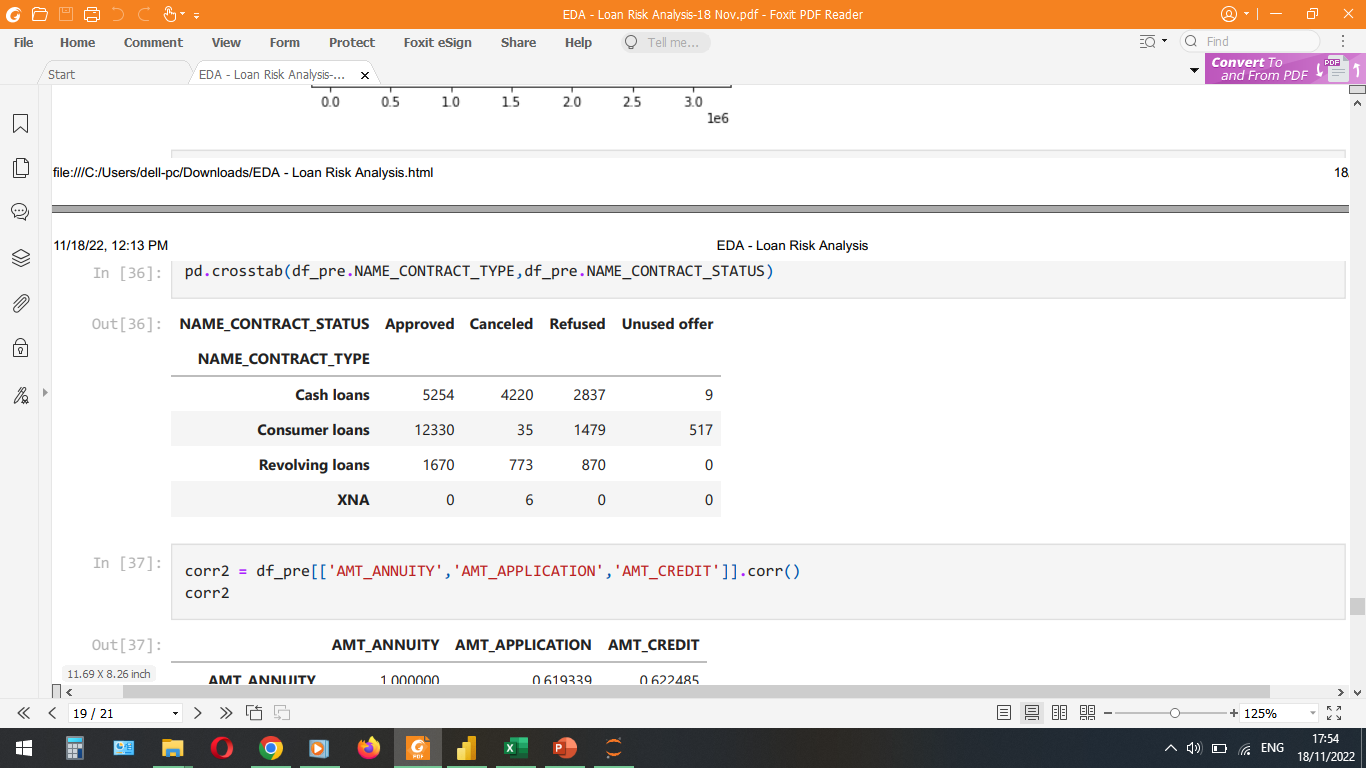 EDA - Loan Risk Analysis-18 Nov.pdf - Foxit PDF Reader
File Home Comment View Form Protect Foxit eSign Share Help Tell me... Find
Start EDA - Loan Risk Analysis-... Convert To and From PDF PDF
0.0 0.5 1.0 1.5 2.0 2.5 3.0
1e6
file:///C:/Users/dell-pc/Downloads/EDA - Loan Risk Analysis.html 18/
11/18/22, 12:13 PM EDA - Loan Risk Analysis
In [36]: pd.crosstab(df_pre.NAME_CONTRACT_TYPE,df_pre.NAME_CONTRACT_STATUS)
Out[36]: NAME_CONTRACT_STATUS Approved Canceled Refused Unused offer
NAME_CONTRACT_TYPE
Cash loans 5254 4220 2837 9
Consumer loans 12330 35 1479 517
Revolving loans 1670 773 870 0
XNA 0 6 0 0
In [37]: corr2 = df_pre[['AMT_ANNUITY','AMT_APPLICATION','AMT_CREDIT']].corr()
corr2
Out[37]: AMT_ANNUITY AMT_APPLICATION AMT_CREDIT
AMT_ANNUITY 1.000000 0.619339 0.622485
11.69 X 8.26 inch
19 / 21 125%
17:54
ENG
18/11/2022